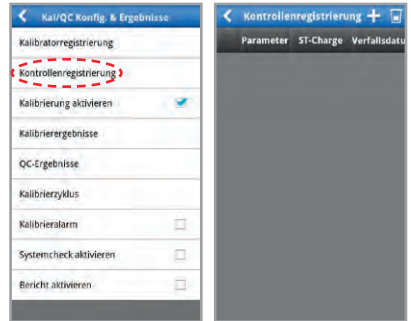 Kal/QC Konfig. & Ergebnisse
Kalibratorregistrierung
Kontrollenregistrierung
Kalibrierung aktivieren
Kalibrierergebnisse
QC-Ergebnisse
Kalibrierzyklus
Kalibrieralarm
Systemcheck aktivieren
Bericht aktivieren
Kontrollenregistrierung
Parameter ST-Charge Verfallsdatu